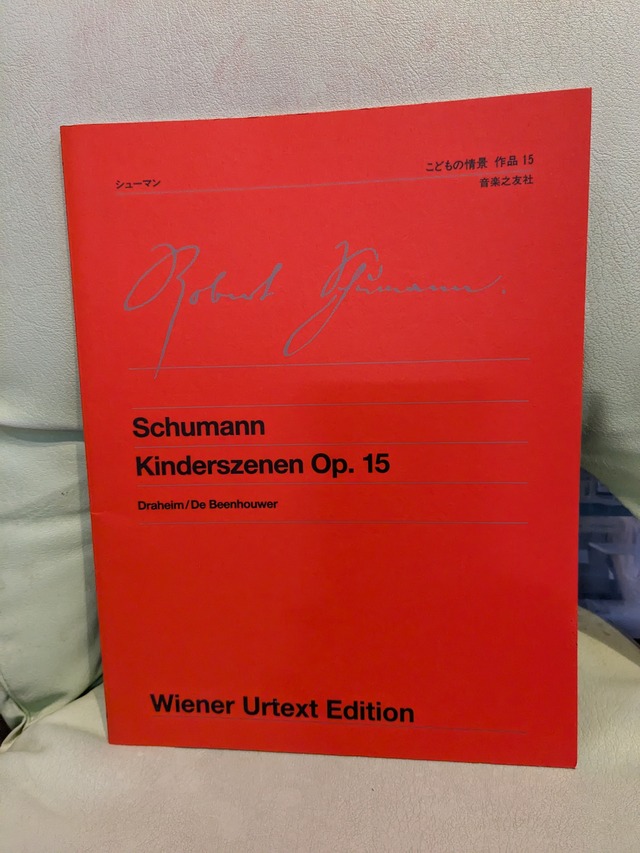 シューマン
こどもの情景 作品 15
音楽之友社
Robert Schumann.
Schumann
Kinderszenen Op. 15
Draheim/De Beenhouwer
Wiener Urtext Edition